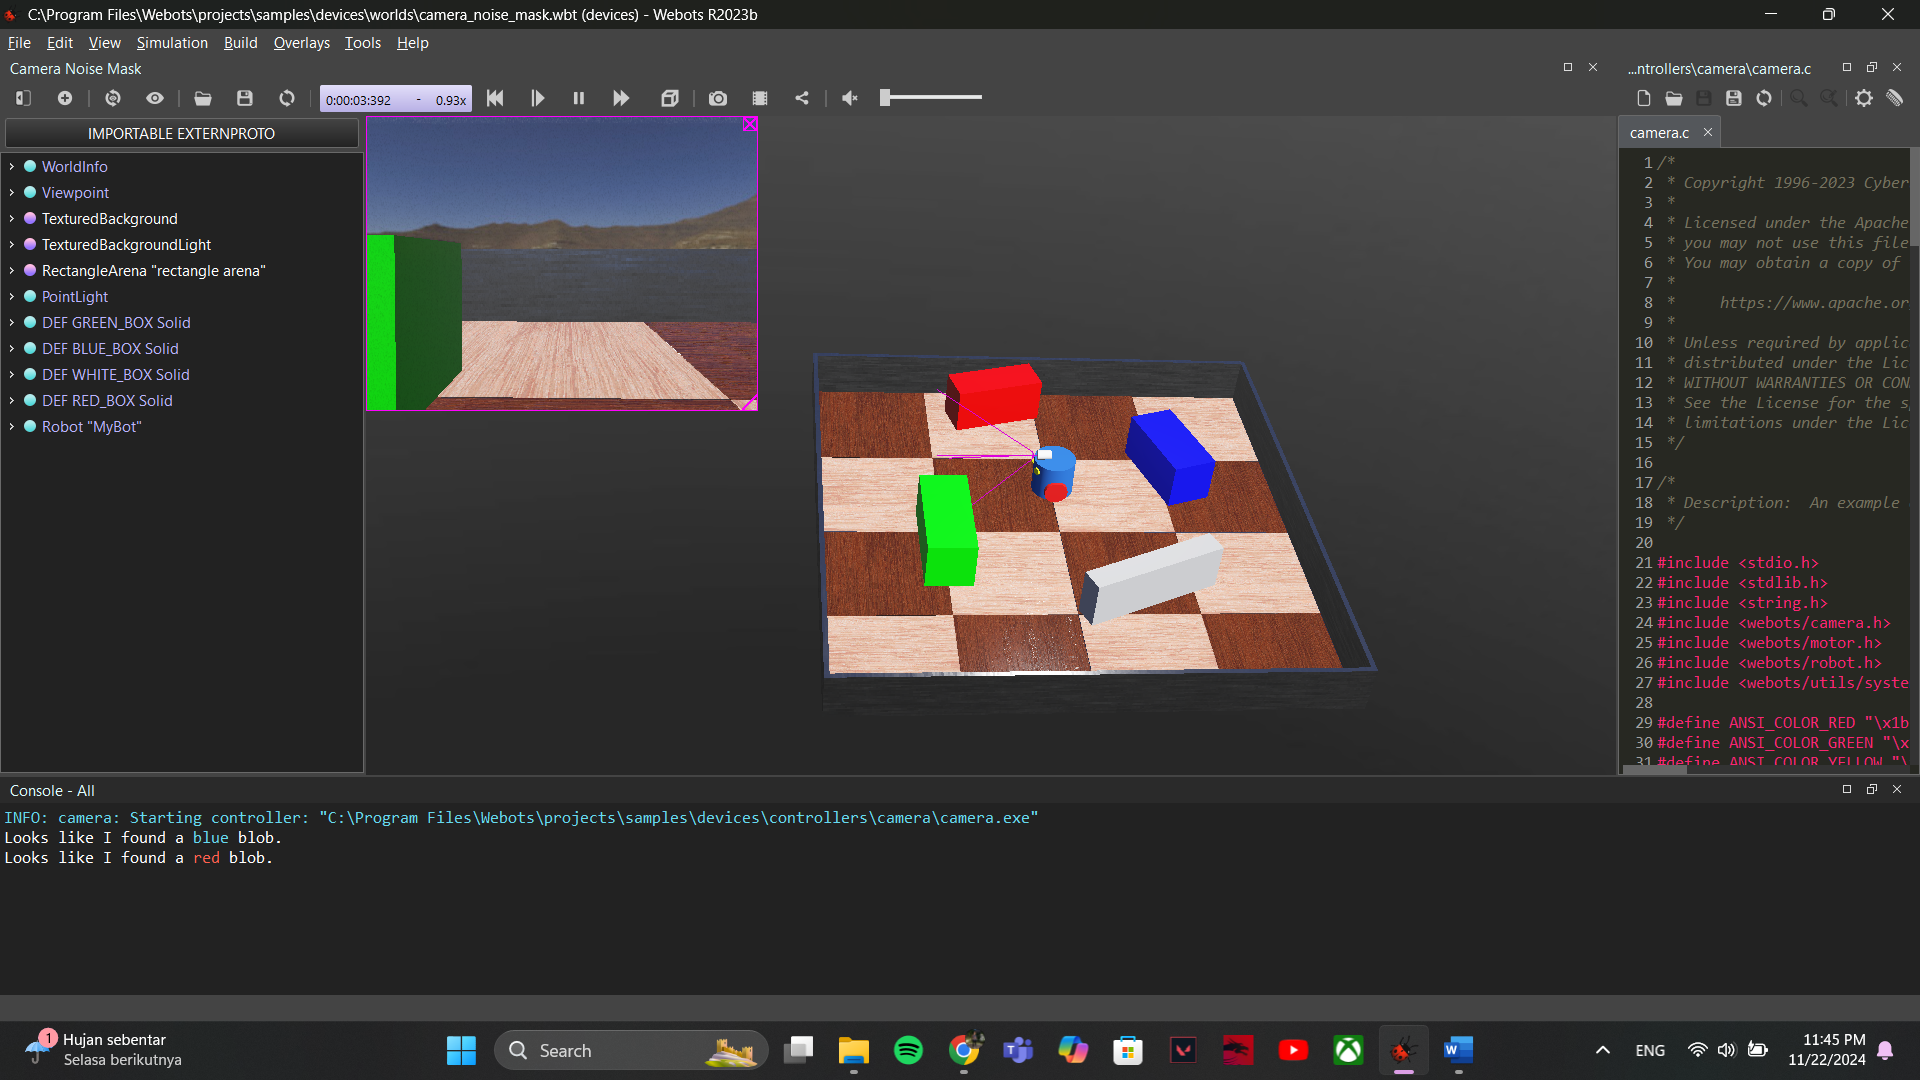 C:\Program Files\Webots\projects\samples\devices\worlds\camera_noise_mask.wbt (devices) - Webots R2023b
File Edit View Simulation Build Overlays Tools Help
Camera Noise Mask
...ntrollers\camera\camera.c
0:00:03:392 - 0.93x
IMPORTABLE EXTERNPROTO
camera.c
WorldInfo
Viewpoint
TexturedBackground
TexturedBackgroundLight
RectangleArena "rectangle arena"
PointLight
DEF GREEN_BOX Solid
DEF BLUE_BOX Solid
DEF WHITE_BOX Solid
DEF RED_BOX Solid
Robot "MyBot"
1 /*
2 * Copyright 1996-2023 Cyber
3 *
4 * Licensed under the Apache
5 * you may not use this file
6 * You may obtain a copy of
7 *
8 * https://www.apache.or
9 *
10 * Unless required by applic
11 * distributed under the Lic
12 * WITHOUT WARRANTIES OR CON
13 * See the License for the s
14 * limitations under the Lic
15 */
16
17 /*
18 * Description: An example
19 */
20
21 #include <stdio.h>
22 #include <stdlib.h>
23 #include <string.h>
24 #include <webots/camera.h>
25 #include <webots/motor.h>
26 #include <webots/robot.h>
27 #include <webots/utils/syste
28
29 #define ANSI_COLOR_RED "\x1b
30 #define ANSI_COLOR_GREEN "\x
31 #define ANSI_COLOR_YELLOW "\
Console - All
INFO: camera: Starting controller: "C:\Program Files\Webots\projects\samples\devices\controllers\camera\camera.exe"
Looks like I found a blue blob.
Looks like I found a red blob.
1
Hujan sebentar
Selasa berikutnya
Search
ENG
11:45 PM
11/22/2024